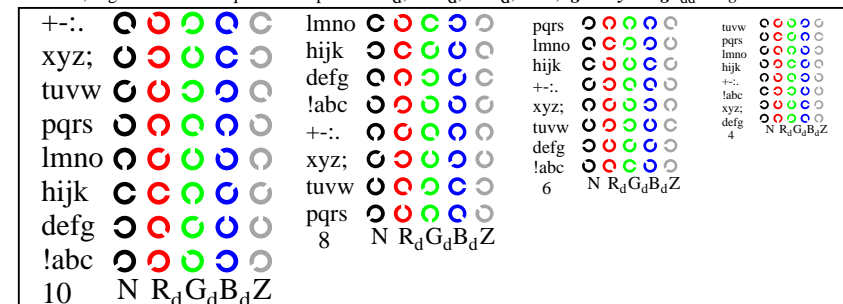 +-:.
xyz;
tuvw
pqrs
lmno
hijk
defg
!abc
10 N RdGdBdZ
lmno
hijk
defg
!abc
+-:.
xyz;
tuvw
pqrs
8 N RdGdBdZ
pqrs
lmno
hijk
+-:.
xyz;
tuvw
defg
!abc
6 N RdGdBdZ
tuvw
pqrs
lmno
hijk
+-:.
!abc
xyz;
defg
4 N RdGdBdZ